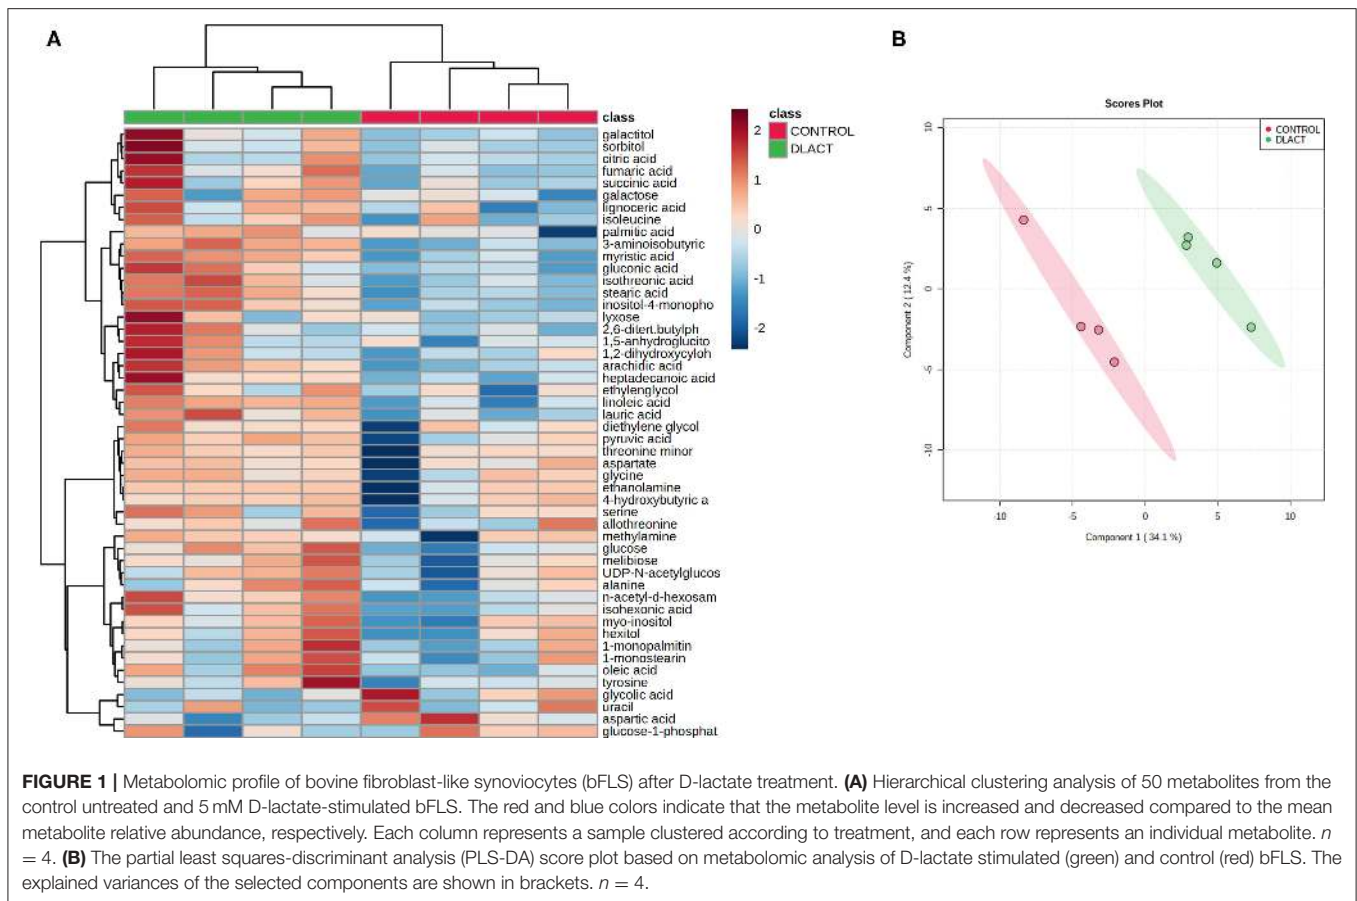 A
class
galactitol
sorbitol
citric acid
fumaric acid
succinic acid
galactose
lignoceric acid
isoleucine
palmitic acid
3-aminoisobutyric
myristic acid
gluconic acid
isothreonic acid
stearic acid
inositol-4-monopho
lyxose
2,6-ditert.butylph
1,5-anhydroglucito
1,2-dihydroxycyloh
arachidic acid
heptadecanoic acid
ethylenglycol
linoleic acid
lauric acid
diethylene glycol
pyruvic acid
threonine minor
aspartate
glycine
ethanolamine
4-hydroxybutyric a
serine
allothreonine
methylamine
glucose
melibiose
UDP-N-acetylglucos
alanine
n-acetyl-d-hexosam
isohexonic acid
myo-inositol
hexitol
1-monopalmitin
1-monostearin
oleic acid
tyrosine
glycolic acid
uracil
aspartic acid
glucose-1-phosphat
class
CONTROL
DLACT
2
1
0
-1
-2
B
Scores Plot
CONTROL
DLACT
10
5
0
-5
-10
Component 2 ( 12.4 %)
-10
-5
0
5
10
Component 1 ( 34.1 %)
FIGURE 1 | Metabolomic profile of bovine fibroblast-like synoviocytes (bFLS) after D-lactate treatment. (A) Hierarchical clustering analysis of 50 metabolites from the
control untreated and 5 mM D-lactate-stimulated bFLS. The red and blue colors indicate that the metabolite level is increased and decreased compared to the mean
metabolite relative abundance, respectively. Each column represents a sample clustered according to treatment, and each row represents an individual metabolite. n
= 4. (B) The partial least squares-discriminant analysis (PLS-DA) score plot based on metabolomic analysis of D-lactate stimulated (green) and control (red) bFLS. The
explained variances of the selected components are shown in brackets. n = 4.